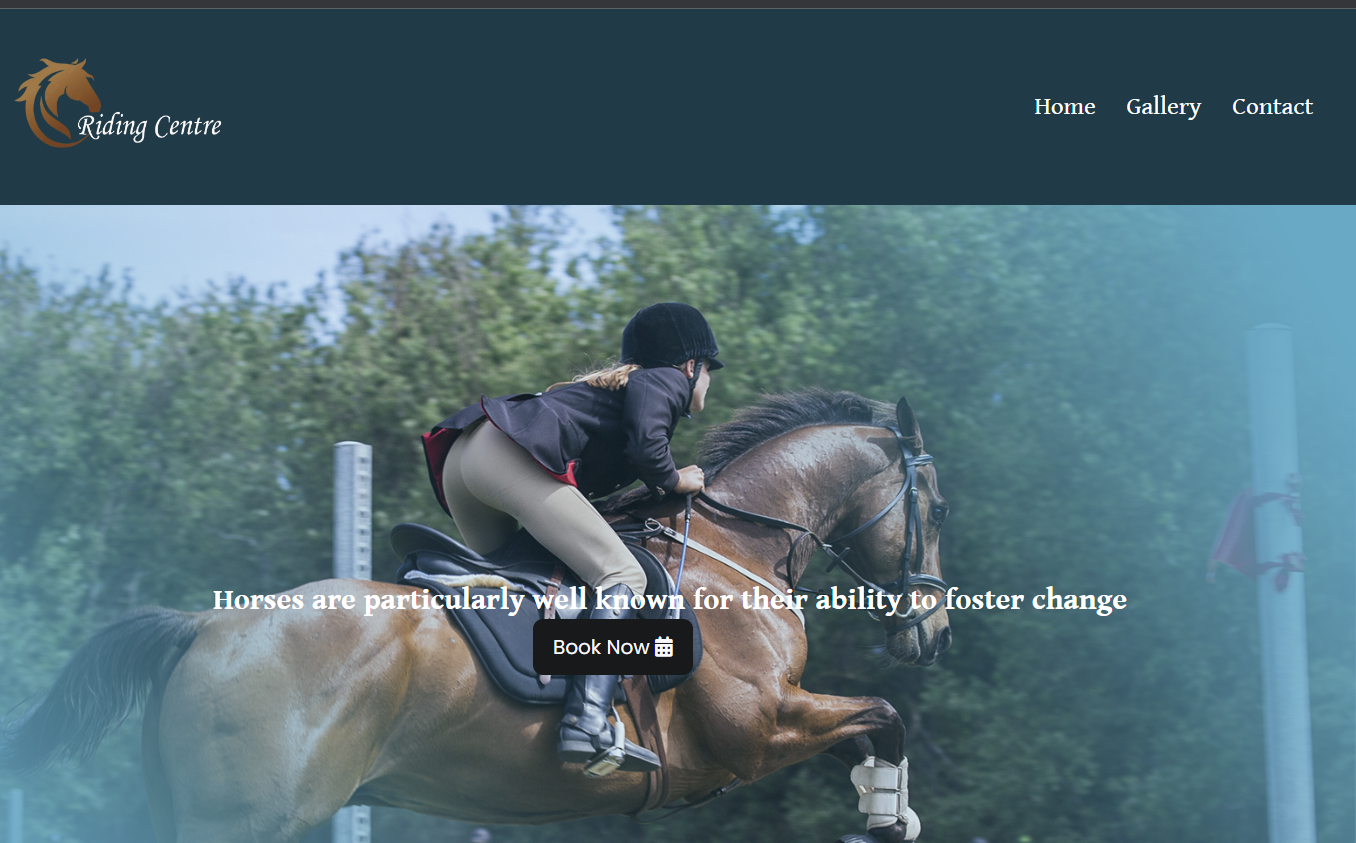 Riding Centre
Home Gallery Contact
Horses are particularly well known for their ability to foster change
Book Now